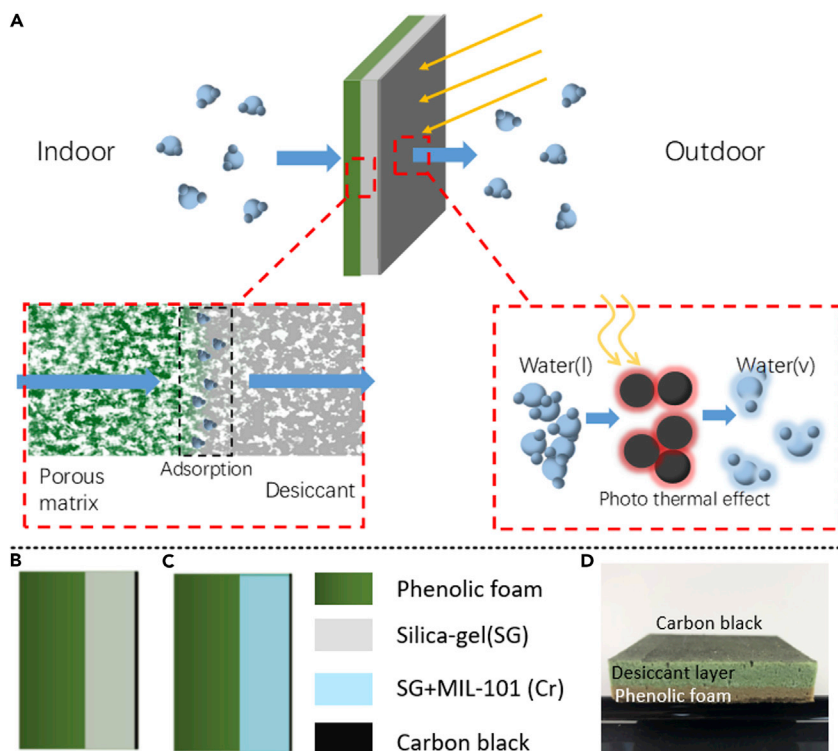 A
Indoor
Outdoor
Water(l)
Water(v)
Adsorption
Porous
matrix
Desiccant
Photo thermal effect
B
C
D
Phenolic foam
Silica-gel(SG)
SG+MIL-101 (Cr)
Carbon black
Carbon black
Desiccant layer
Phenolic foam